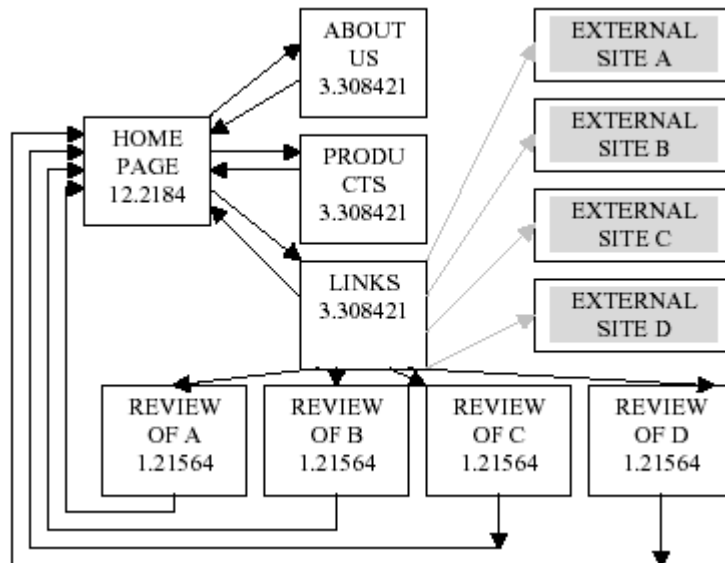 ABOUT
US
3.308421
EXTERNAL
SITE A
HOME
PAGE
12.2184
PRODU
CTS
3.308421
EXTERNAL
SITE B
EXTERNAL
SITE C
LINKS
3.308421
EXTERNAL
SITE D
REVIEW
OF A
1.21564
REVIEW
OF B
1.21564
REVIEW
OF C
1.21564
REVIEW
OF D
1.21564